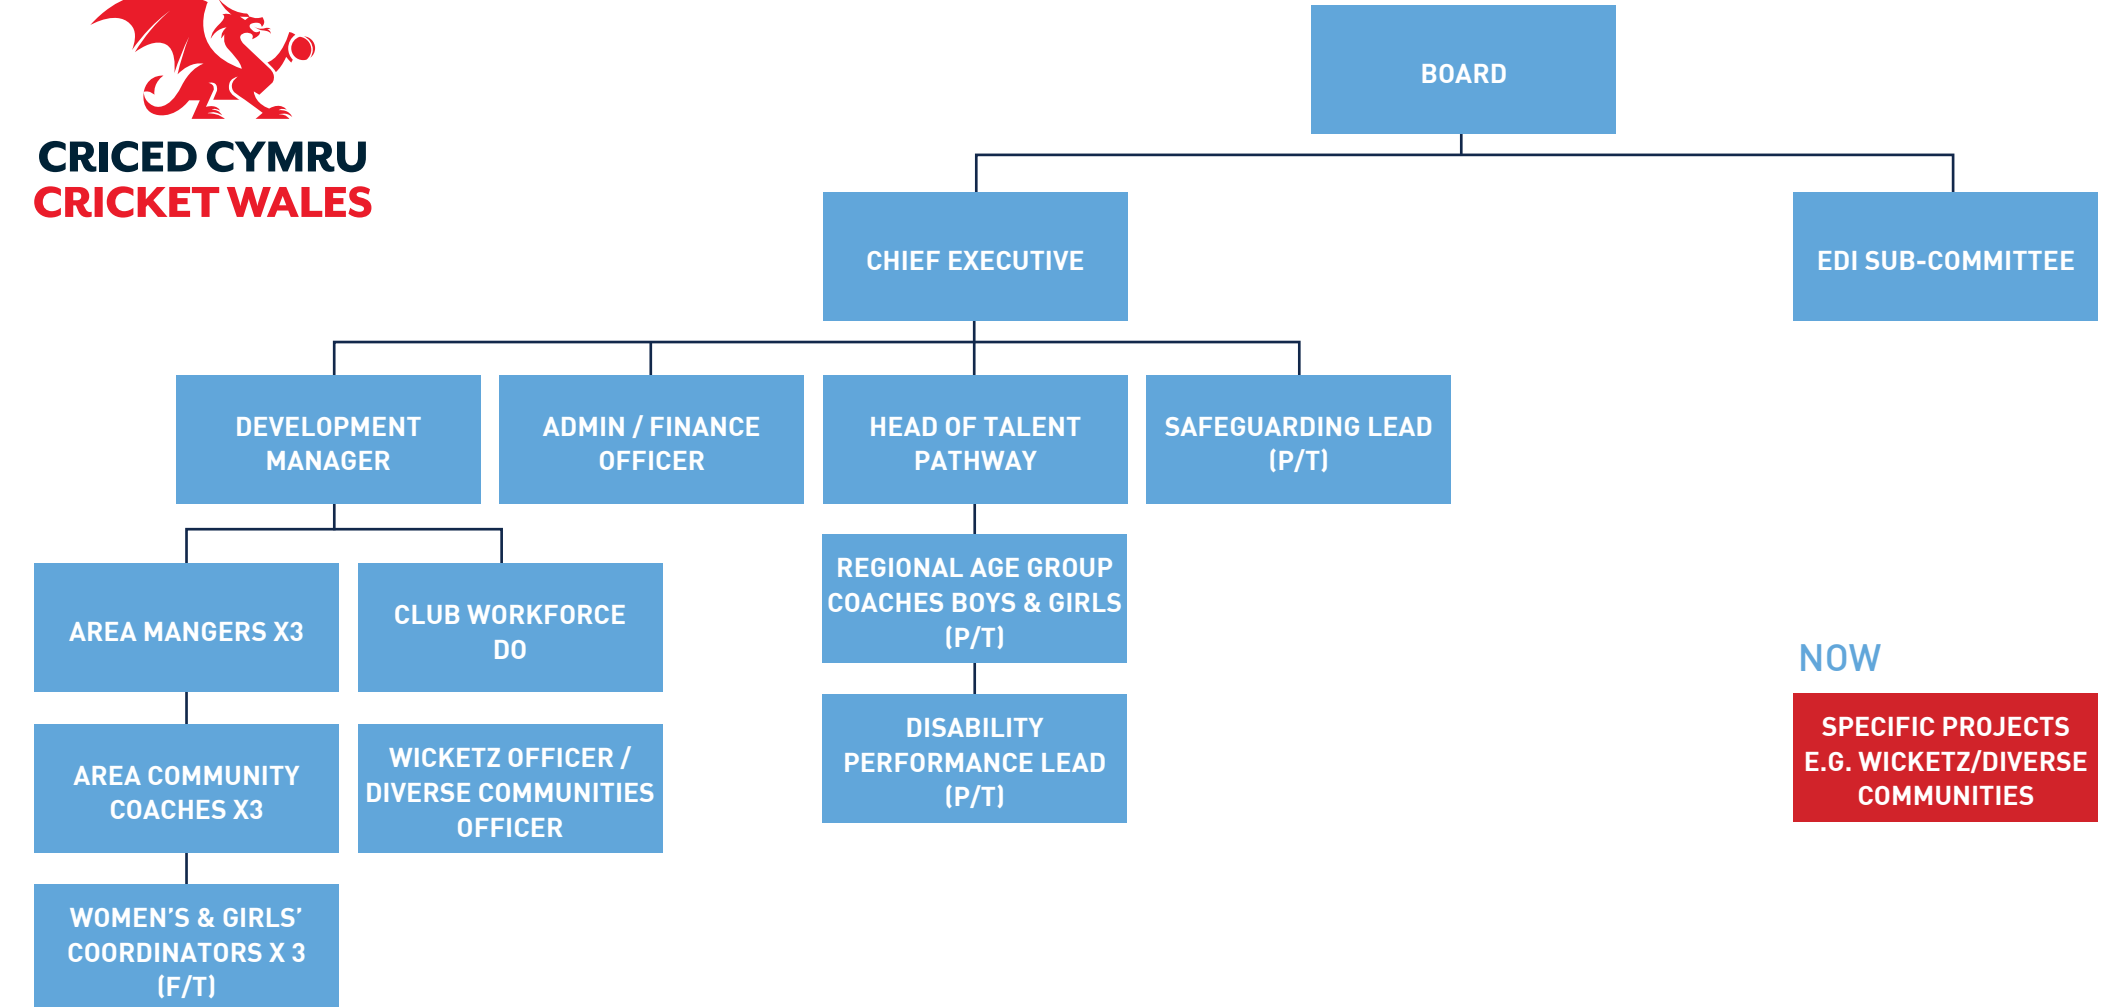 CRICED CYMRU
CRICKET WALES
BOARD
CHIEF EXECUTIVE
EDI SUB-COMMITTEE
DEVELOPMENT
MANAGER
ADMIN / FINANCE
OFFICER
HEAD OF TALENT
PATHWAY
SAFEGUARDING LEAD
(P/T)
AREA MANGERS X3
CLUB WORKFORCE
DO
REGIONAL AGE GROUP
COACHES BOYS & GIRLS
(P/T)
AREA COMMUNITY
COACHES X3
WICKETZ OFFICER /
DIVERSE COMMUNITIES
OFFICER
DISABILITY
PERFORMANCE LEAD
(P/T)
WOMEN’S & GIRLS’
COORDINATORS X 3
(F/T)
NOW
SPECIFIC PROJECTS
E.G. WICKETZ/DIVERSE
COMMUNITIES